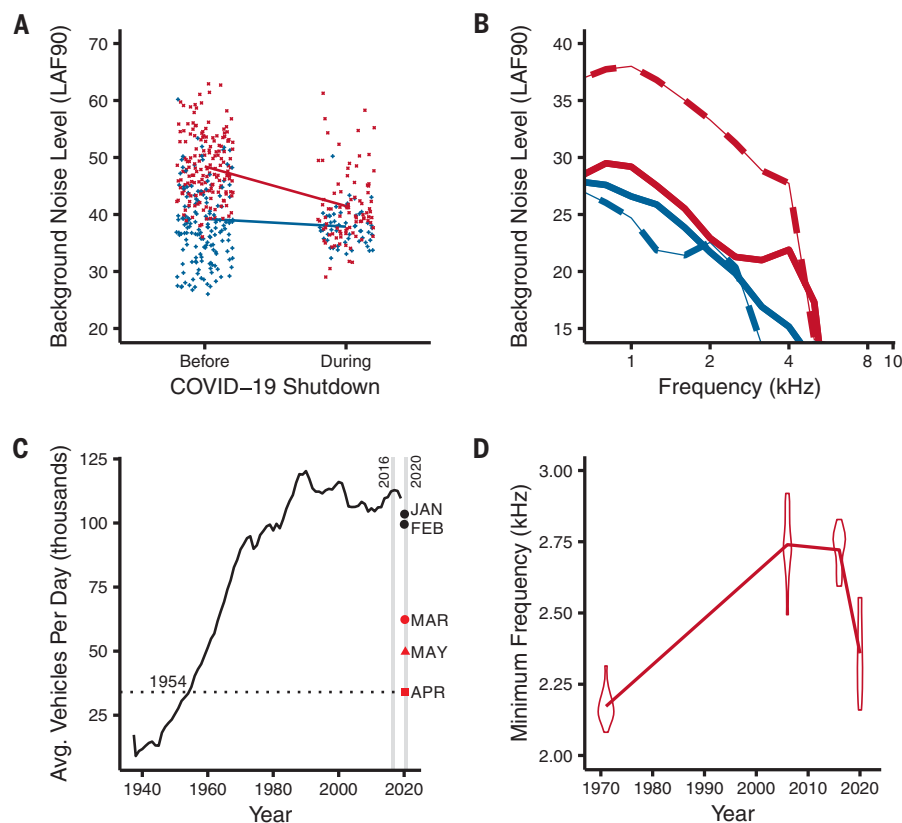 A
Background Noise Level (LAF90)
70
60
50
40
30
20
Before
During
COVID–19 Shutdown
B
Background Noise Level (LAF90)
40
35
30
25
20
15
1
2
4
8
10
Frequency (kHz)
C
Avg. Vehicles Per Day (thousands)
125
100
75
50
25
1954
2016
2020
JAN
FEB
MAR
MAY
APR
1940
1960
1980
2000
2020
Year
D
Minimum Frequency (kHz)
3.00
2.75
2.50
2.25
2.00
1970
1980
1990
2000
2010
2020
Year